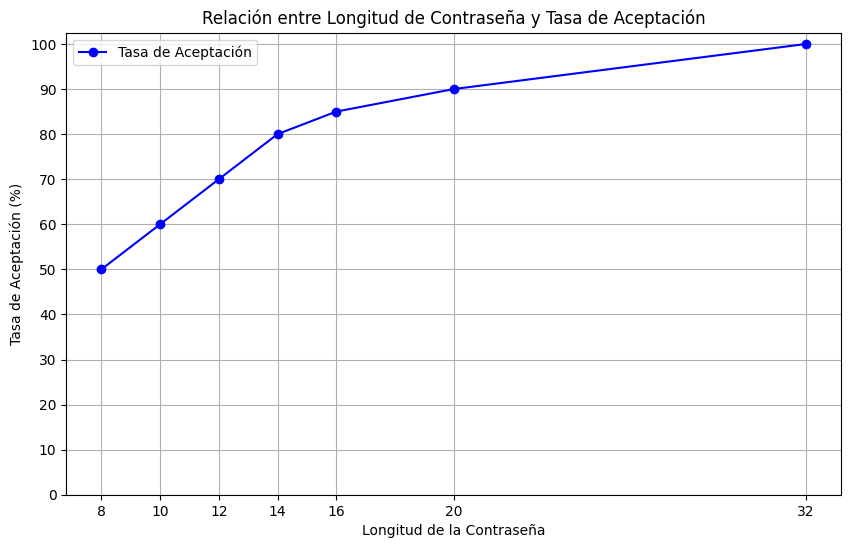 Relación entre Longitud de Contraseña y Tasa de Aceptación
Tasa de Aceptación
Tasa de Aceptación (%)
100
90
80
70
60
50
40
30
20
10
0
8 10 12 14 16 20 32
Longitud de la Contraseña